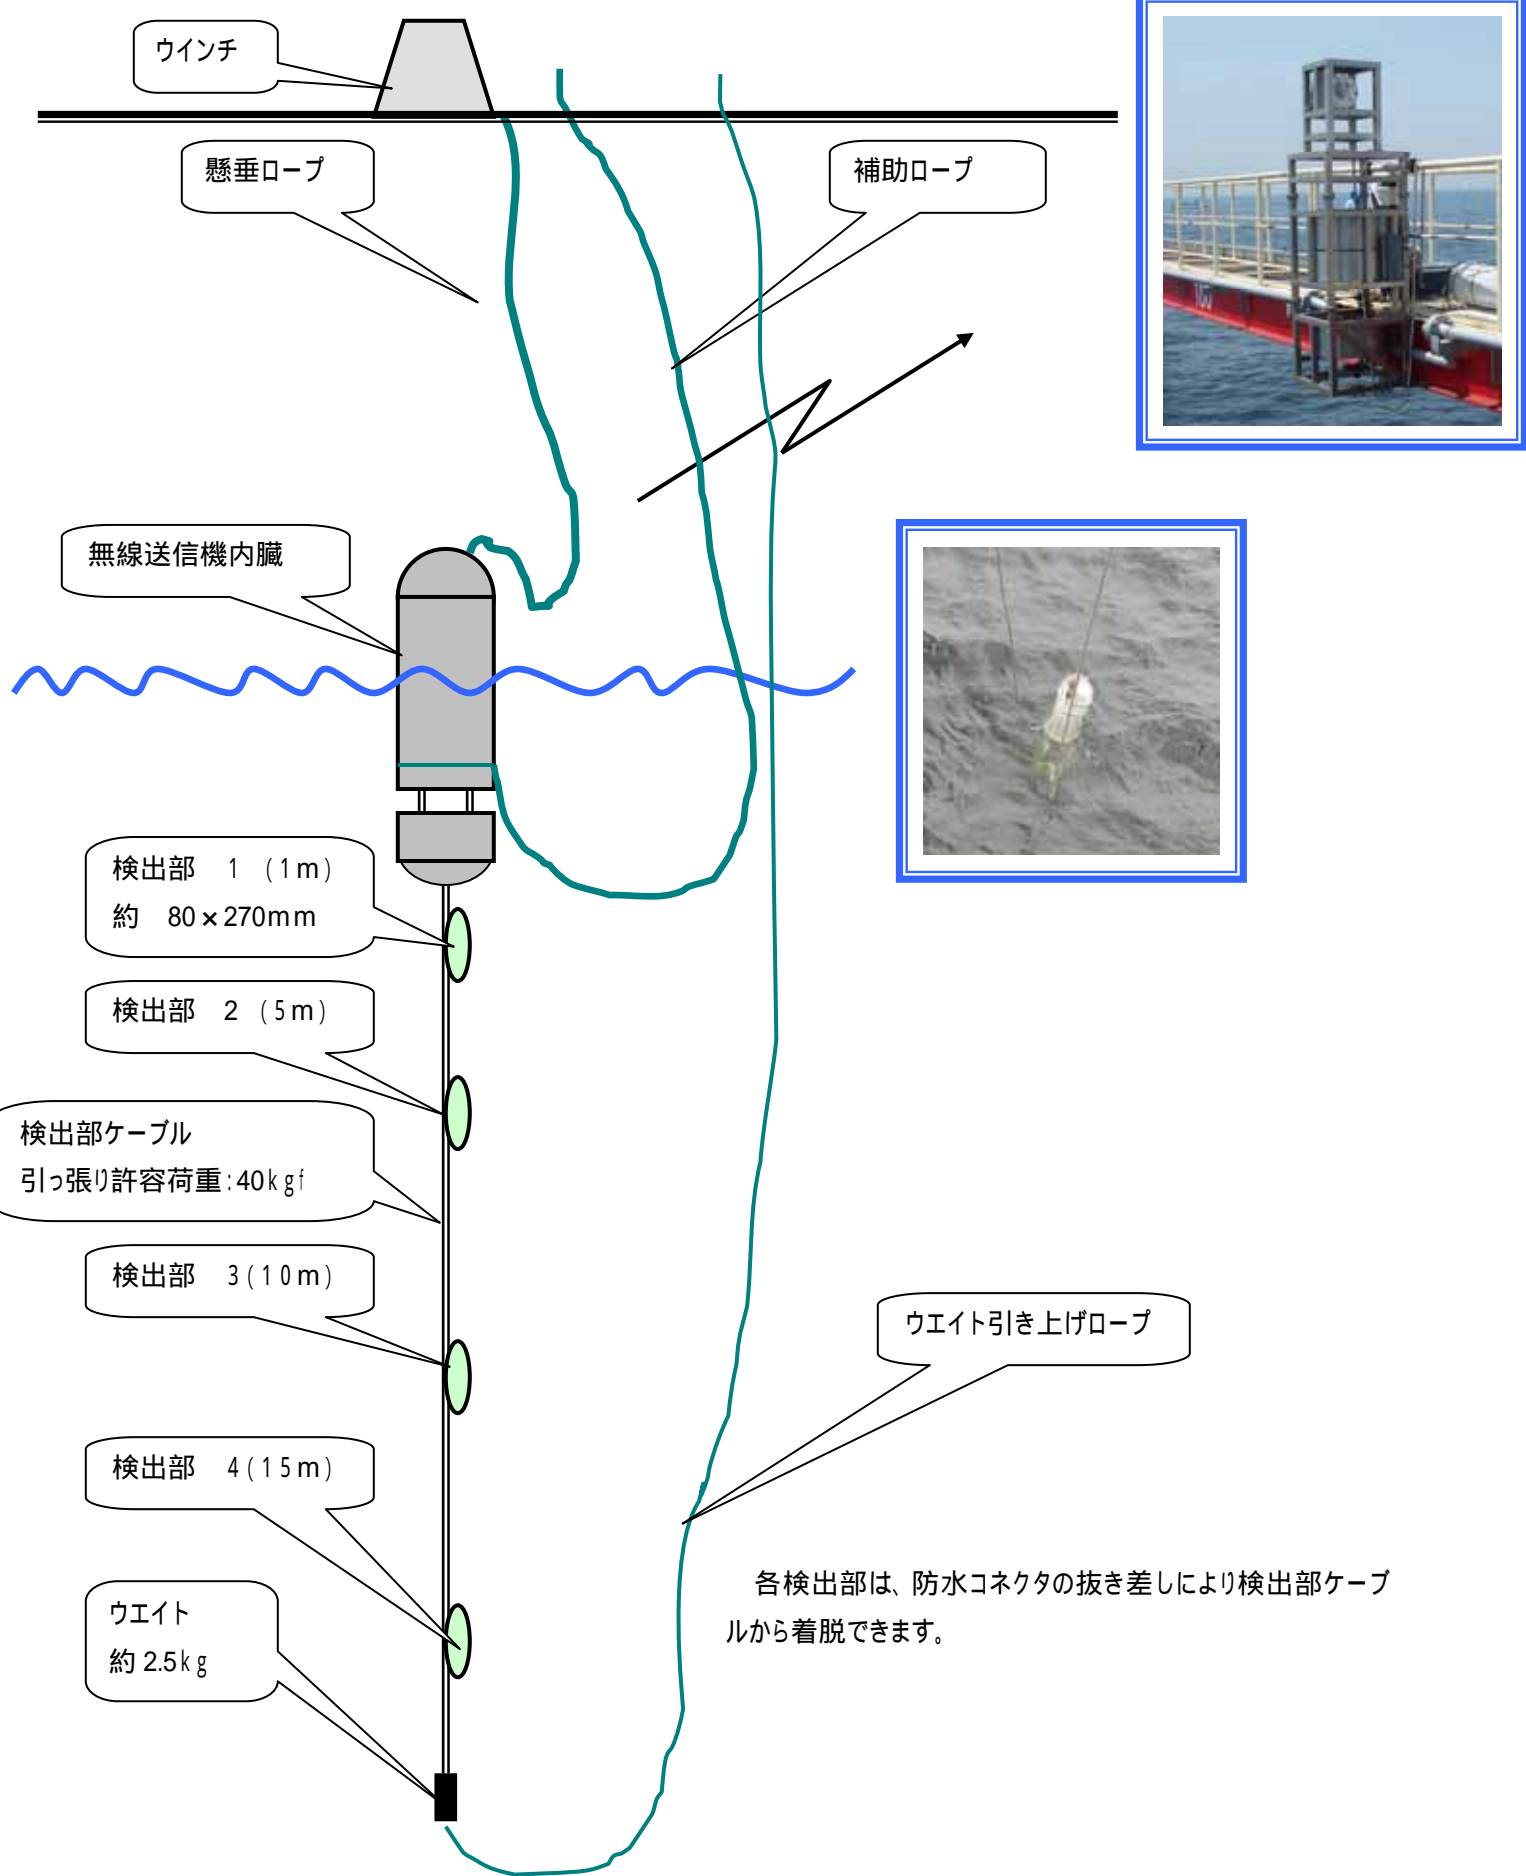 ウインチ
懸垂ロープ
補助ロープ
無線送信機内臓
検出部　1　(1m)
約　80×270mm
検出部　2　(5m)
検出部ケーブル
引っ張り許容荷重:40kgf
検出部　3(10m)
ウエイト引き上げロープ
検出部　4(15m)
各検出部は、防水コネクタの抜き差しにより検出部ケーブ
ルから着脱できます。
ウエイト
約 2.5kg